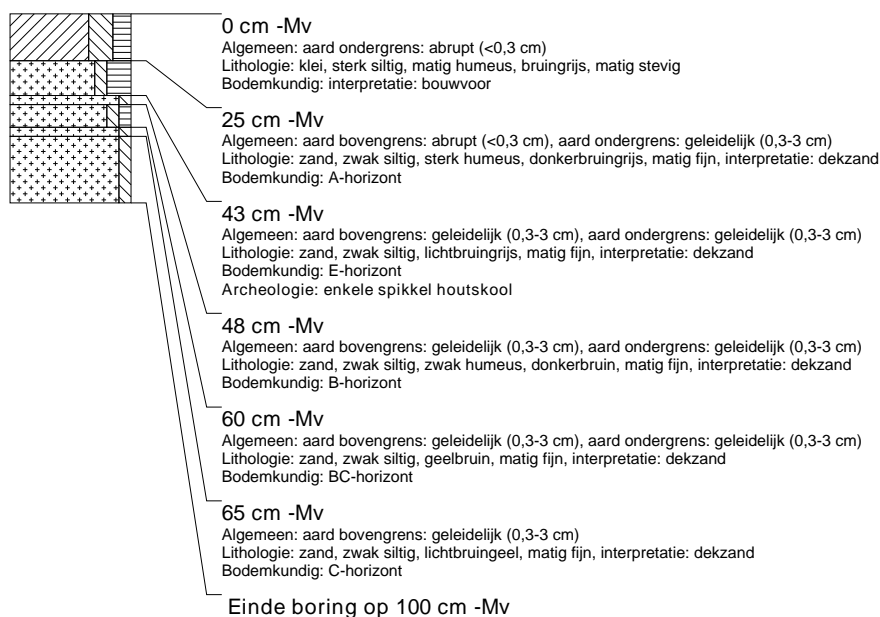 0 cm -Mv
Algemeen: aard ondergrens: abrupt (<0,3 cm)
Lithologie: klei, sterk siltig, matig humeus, bruingrijs, matig stevig
Bodemkundig: interpretatie: bouwvoor
25 cm -Mv
Algemeen: aard bovengrens: abrupt (<0,3 cm), aard ondergrens: geleidelijk (0,3-3 cm)
Lithologie: zand, zwak siltig, sterk humeus, donkerbruingrijs, matig fijn, interpretatie: dekzand
Bodemkundig: A-horizont
43 cm -Mv
Algemeen: aard bovengrens: geleidelijk (0,3-3 cm), aard ondergrens: geleidelijk (0,3-3 cm)
Lithologie: zand, zwak siltig, lichtbruingrijs, matig fijn, interpretatie: dekzand
Bodemkundig: E-horizont
Archeologie: enkele spikkel houtskool
48 cm -Mv
Algemeen: aard bovengrens: geleidelijk (0,3-3 cm), aard ondergrens: geleidelijk (0,3-3 cm)
Lithologie: zand, zwak siltig, zwak humeus, donkerbruin, matig fijn, interpretatie: dekzand
Bodemkundig: B-horizont
60 cm -Mv
Algemeen: aard bovengrens: geleidelijk (0,3-3 cm), aard ondergrens: geleidelijk (0,3-3 cm)
Lithologie: zand, zwak siltig, geelbruin, matig fijn, interpretatie: dekzand
Bodemkundig: BC-horizont
65 cm -Mv
Algemeen: aard bovengrens: geleidelijk (0,3-3 cm)
Lithologie: zand, zwak siltig, lichtbruingeel, matig fijn, interpretatie: dekzand
Bodemkundig: C-horizont
Einde boring op 100 cm -Mv